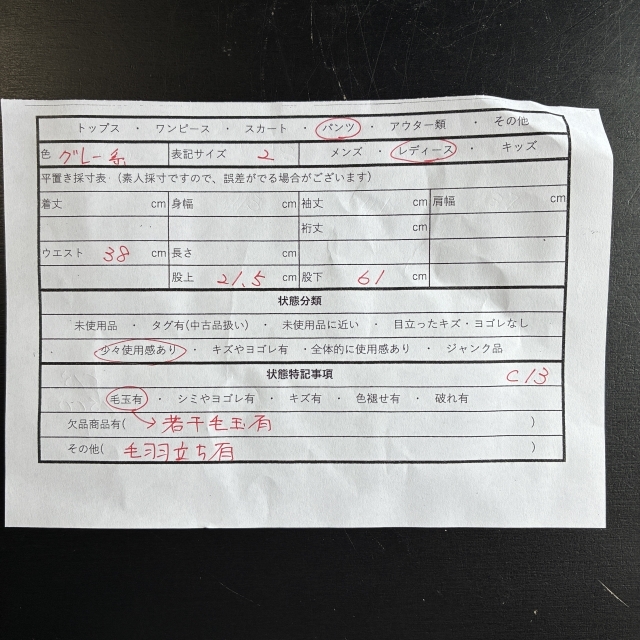 トップス ・ ワンピース ・ スカート ・ パンツ ・ アウター類 ・ その他
色 グレー系 表記サイズ 2 メンズ ・ レディース ・ キッズ
平置き採寸表 (素人採寸ですので、誤差がでる場合がございます)
着丈 cm 身幅 cm 袖丈 cm 肩幅 cm
裄丈 cm
ウエスト 38 cm 長さ cm
股上 21.5 cm 股下 61 cm
状態分類
未使用品 ・ タグ有(中古品扱い) ・ 未使用品に近い ・ 目立ったキズ・ヨゴレなし
少々使用感あり ・ キズやヨゴレ有 ・全体的に使用感あり ・ ジャンク品
状態特記事項 C13
毛玉有 ・ シミやヨゴレ有 ・ キズ有 ・ 色褪せ有 ・ 破れ有
欠品商品有( →若干毛玉有 )
その他( 毛羽立ち有 )